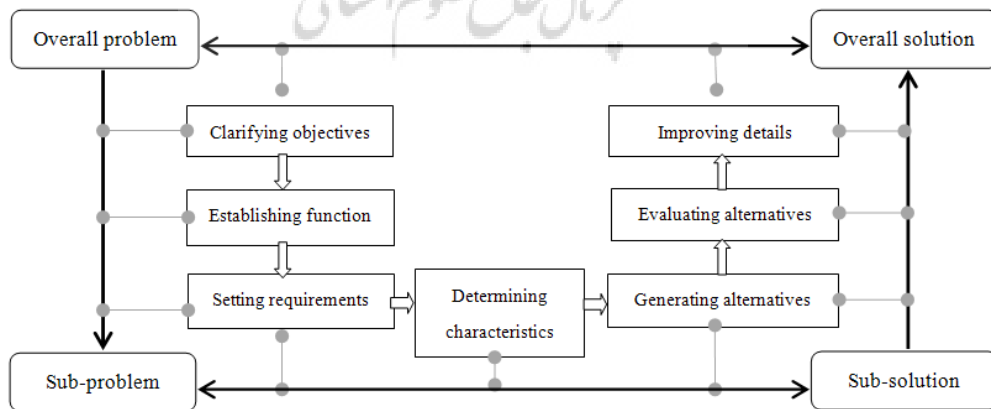 Overall problem
Overall solution
Clarifying objectives
Improving details
Establishing function
Evaluating alternatives
Setting requirements
Determining
characteristics
Generating alternatives
Sub-problem
Sub-solution